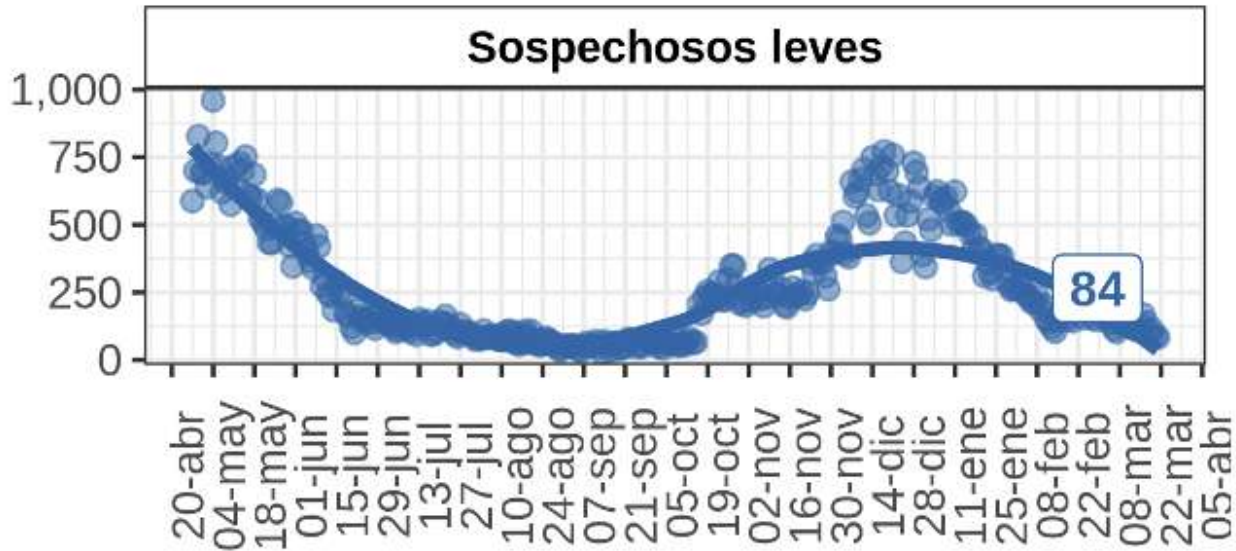 Sospechosos leves
1,000
750
500
250
0
84
20-abr
04-may
18-may
01-jun
15-jun
29-jun
13-jul
27-jul
10-ago
24-ago
07-sep
21-sep
05-oct
19-oct
02-nov
16-nov
30-nov
14-dic
28-dic
11-ene
25-ene
08-feb
22-feb
08-mar
22-mar
05-abr